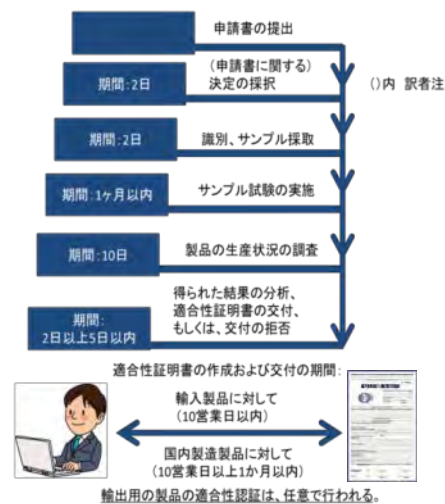 申請書の提出
(申請書に関する)
期間:2日 決定の採択
()内 訳者注
期間:2日 識別、サンプル採取
期間:1ヶ月以内 サンプル試験の実施
期間:10日 製品の生産状況の調査
得られた結果の分析、
期間: 適合性証明書の交付、
2日以上5日以内 もしくは、交付の拒否
適合性証明書の作成および交付の期間:
輸入製品に対して
(10営業日以内)
国内製造製品に対して
(10営業日以上1か月以内)
輸出用の製品の適合性認証は、任意で行われる。